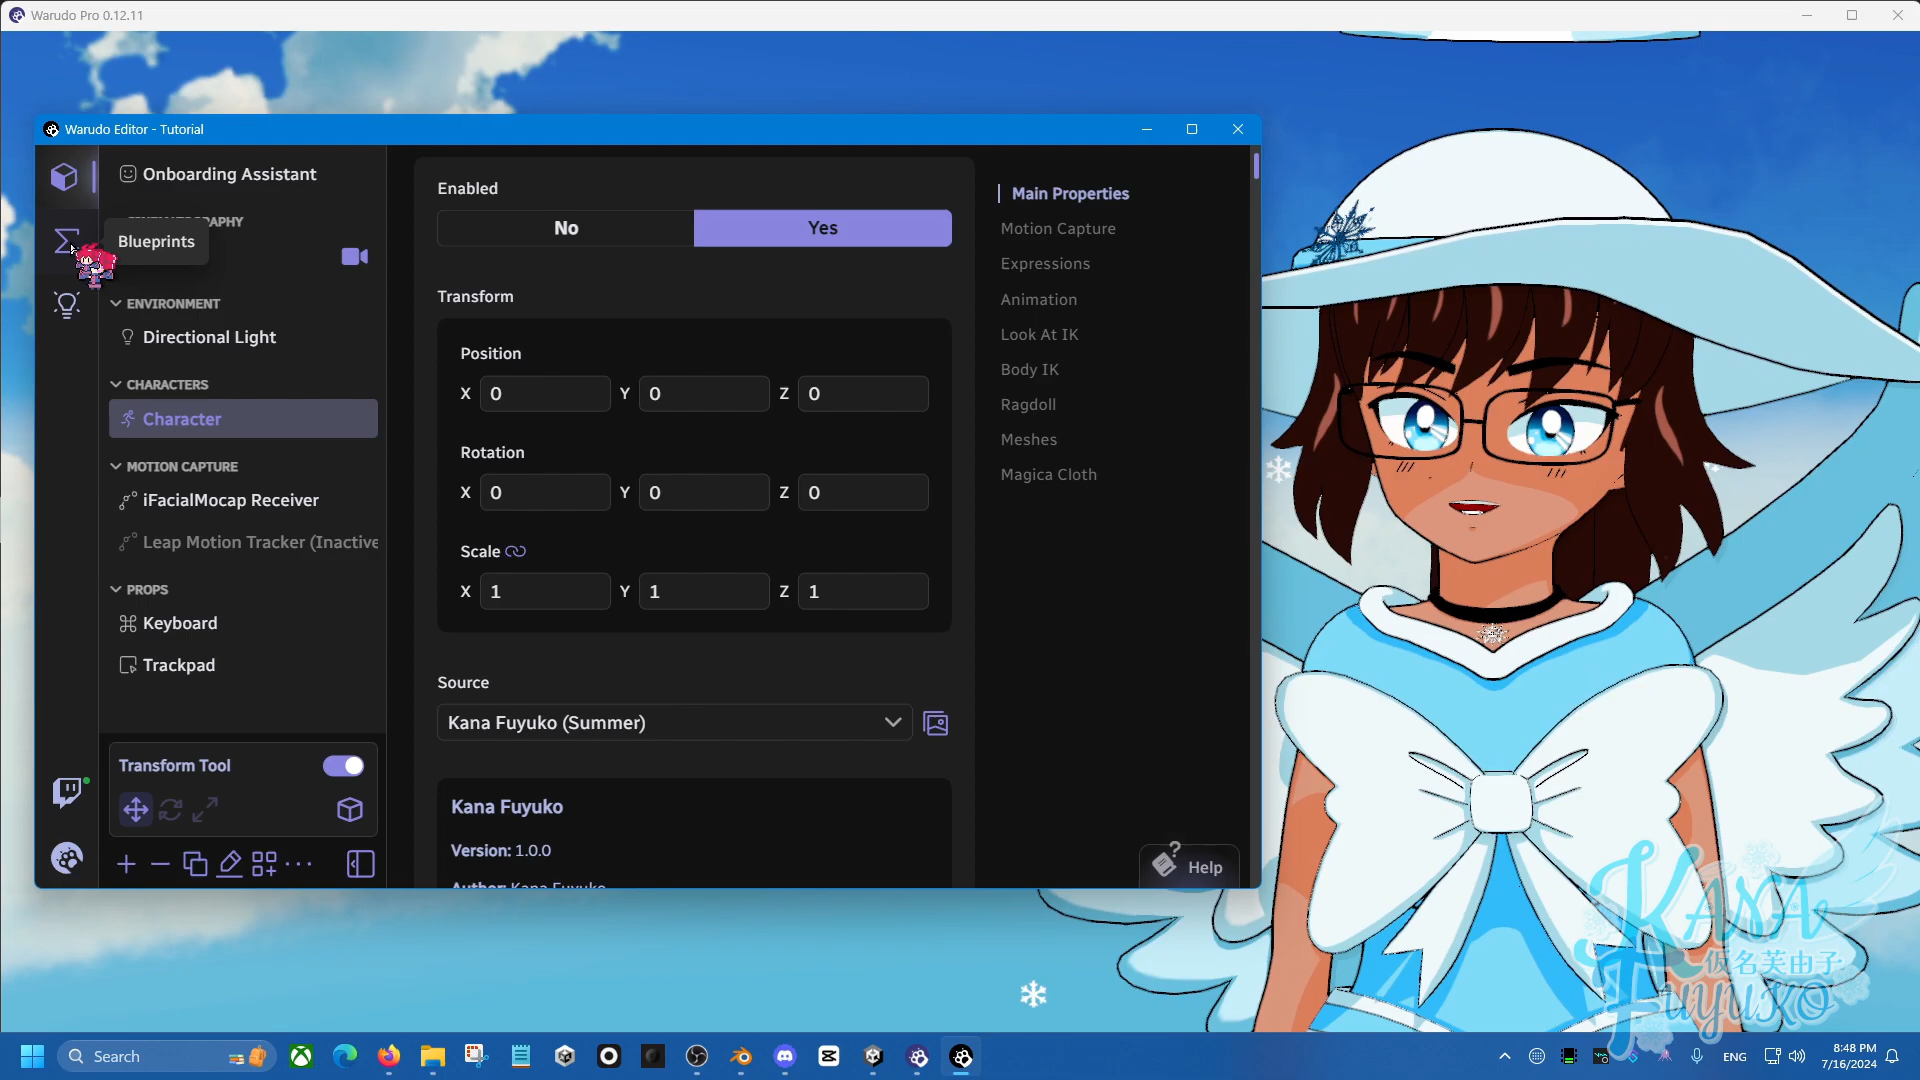 Warudo Pro 0.12.11
Warudo Editor - Tutorial
Onboarding Assistant
Blueprints
ENVIRONMENT
Directional Light
CHARACTERS
Character
MOTION CAPTURE
iFacialMocap Receiver
Leap Motion Tracker (Inactive
PROPS
Keyboard
Trackpad
Transform Tool
Enabled
No
Yes
Transform
Position
X 0 Y 0 Z 0
Rotation
X 0 Y 0 Z 0
Scale
X 1 Y 1 Z 1
Source
Kana Fuyuko (Summer)
Kana Fuyuko
Version: 1.0.0
Author: Kana Fuyuko
Main Properties
Motion Capture
Expressions
Animation
Look At IK
Body IK
Ragdoll
Meshes
Magica Cloth
Help
KANA
仮名芙由子
FUYUKO
Search
ENG
8:48 PM
7/16/2024